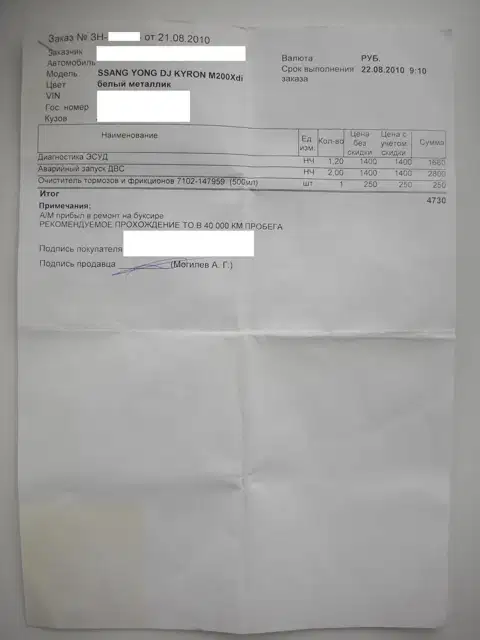 Заказ № ЗН- от 21.08.2010
Заказчик
Автомобиль
Модель SSANG YONG DJ KYRON M200Xdi
Цвет белый металлик
VIN
Гос. номер
Кузов
Валюта РУБ.
Срок выполнения заказа 22.08.2010 9:10
Наименование Ед. изм. Кол-во Цена без скидки Цена с учетом скидки Сумма
Диагностика ЭСУД НЧ 1,20 1400 1400 1680
Аварийный запуск ДВС НЧ 2,00 1400 1400 2800
Очиститель тормозов и фрикционов 7102-147959 (500мл) шт 1 250 250 250
Итог 4730
Примечания:
А/М прибыл в ремонт на буксире
РЕКОМЕНДУЕМОЕ ПРОХОЖДЕНИЕ ТО В 40 000 КМ ПРОБЕГА
Подпись покупателя
Подпись продавца (Могилев А. Г.)